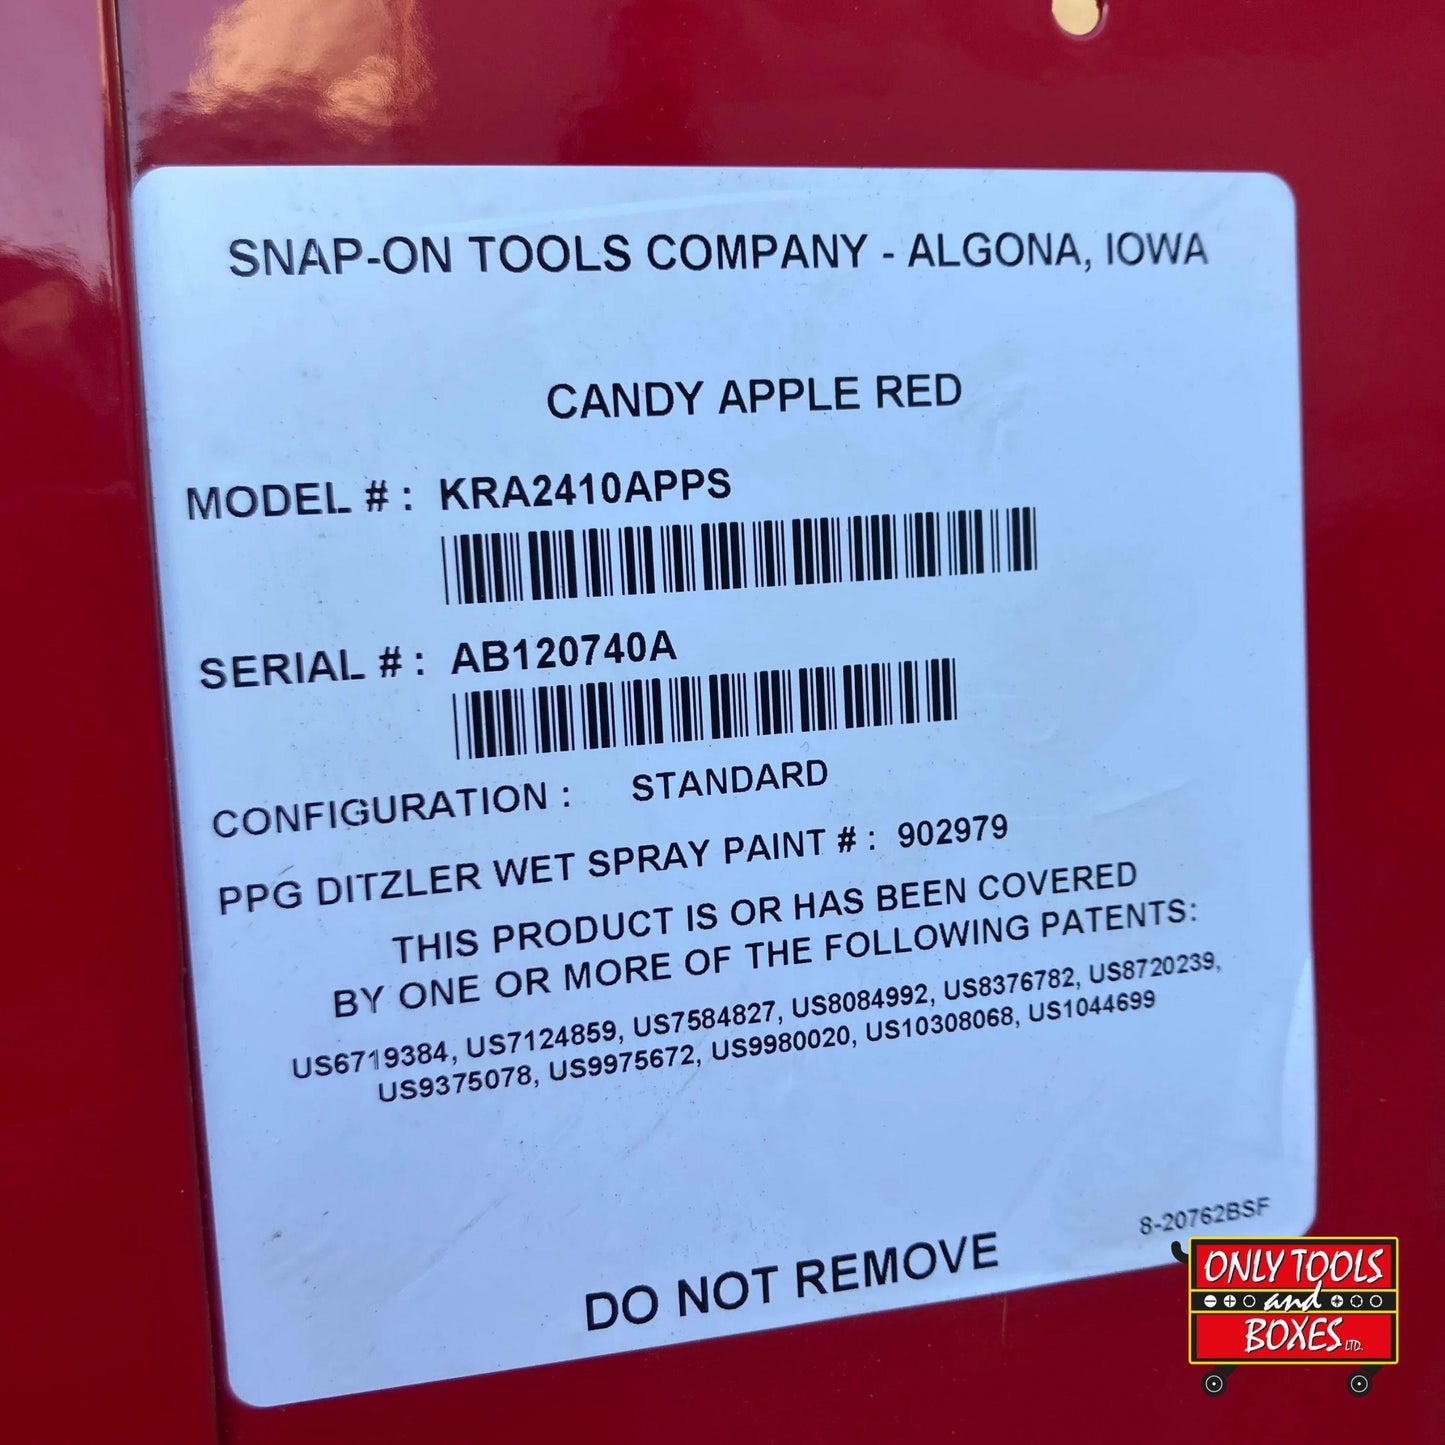 SNAP-ON TOOLS COMPANY - ALGONA, IOWA
CANDY APPLE RED
MODEL # : KRA2410APPS
SERIAL # : AB120740A
CONFIGURATION : STANDARD
PPG DITZLER WET SPRAY PAINT # : 902979
THIS PRODUCT IS OR HAS BEEN COVERED
BY ONE OR MORE OF THE FOLLOWING PATENTS:
US6719384, US7124859, US7584827, US8084992, US8376782, US8720239,
US9375078, US9975672, US9980020, US10308068, US1044699
8-20762BSF
DO NOT REMOVE
ONLY TOOLS
and
BOXES LTD.